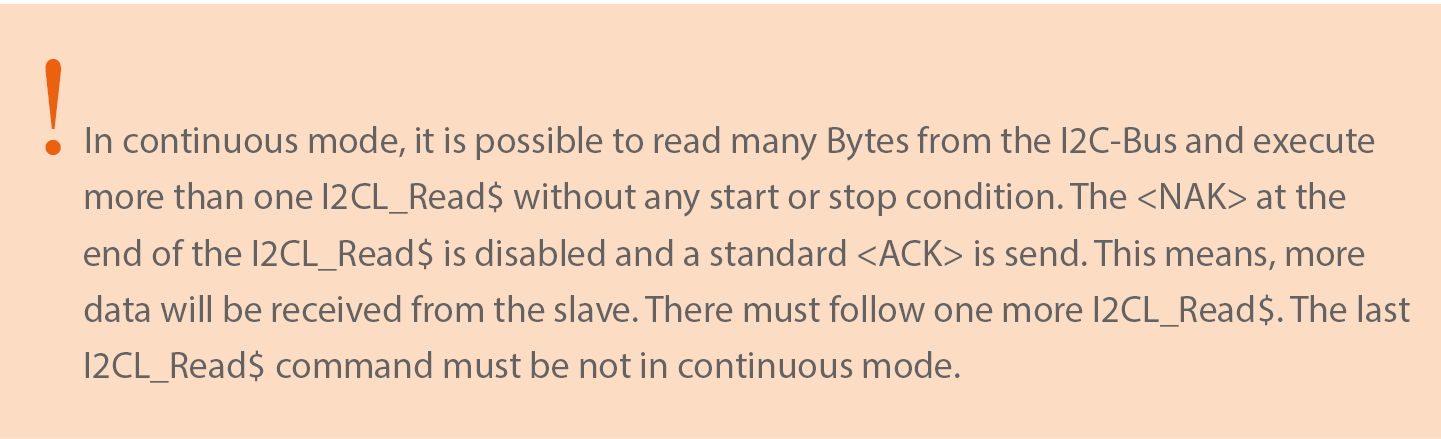 !
In continuous mode, it is possible to read many Bytes from the I2C-Bus and execute
more than one I2CL_Read$ without any start or stop condition. The <NAK> at the
end of the I2CL_Read$ is disabled and a standard <ACK> is send. This means, more
data will be received from the slave. There must follow one more I2CL_Read$. The last
I2CL_Read$ command must be not in continuous mode.